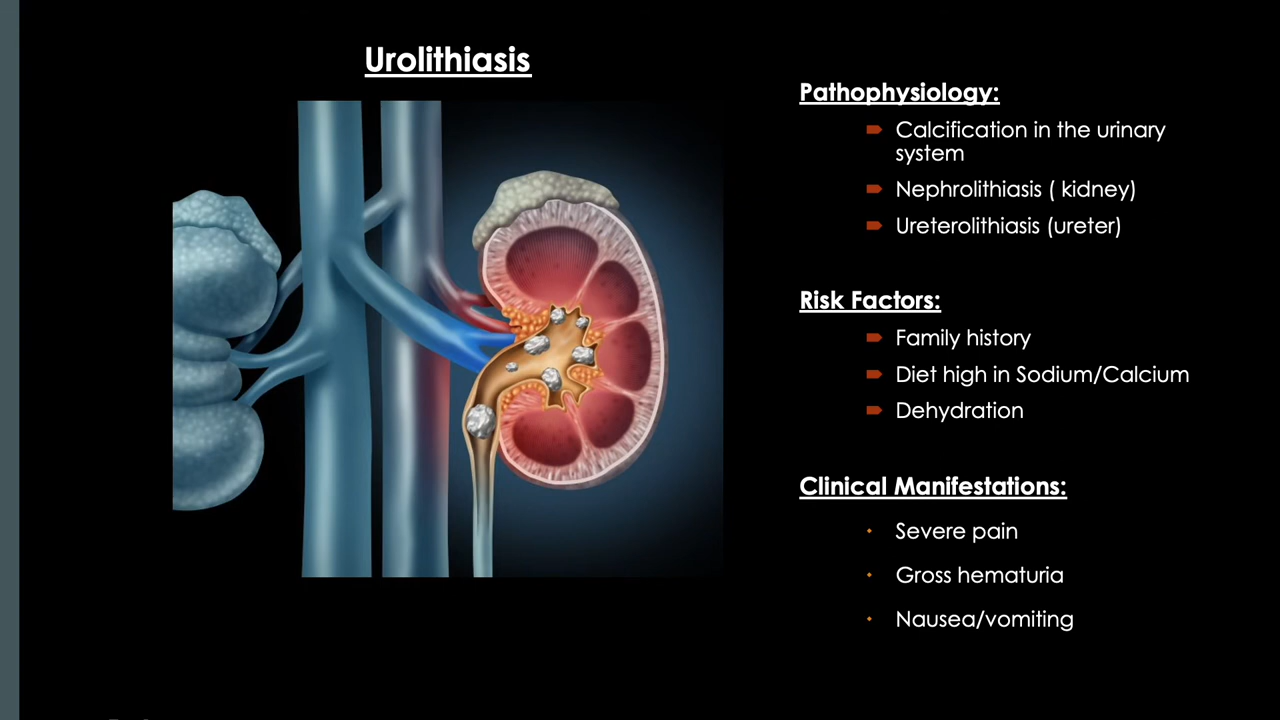 Urolithiasis
Pathophysiology:
Calcification in the urinary
system
Nephrolithiasis ( kidney)
Ureterolithiasis (ureter)
Risk Factors:
Family history
Diet high in Sodium/Calcium
Dehydration
Clinical Manifestations:
Severe pain
Gross hematuria
Nausea/vomiting